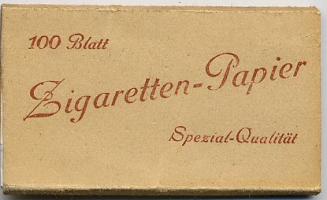 100 Blatt
Zigaretten-Papier
Spezial-Qualität